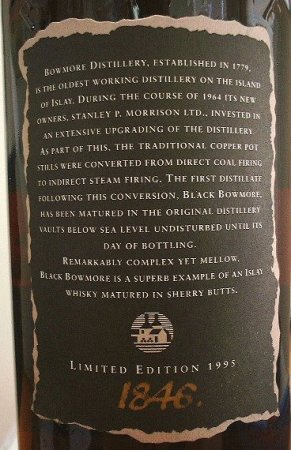 Bowmore Distillery, established in 1779,
is the oldest working distillery on the island
of Islay. During the course of 1964 its new
owners, Stanley P. Morrison Ltd., invested in
an extensive upgrading of the distillery.
As part of this, the traditional copper pot
stills were converted from direct coal firing
to indirect steam firing. The first distillate
following this conversion, Black Bowmore,
has been matured in the original distillery
vaults below sea level undisturbed until its
day of bottling.
Remarkably complex yet mellow.
Black Bowmore is a superb example of an Islay
whisky matured in sherry butts.
Limited Edition 1995
1846.